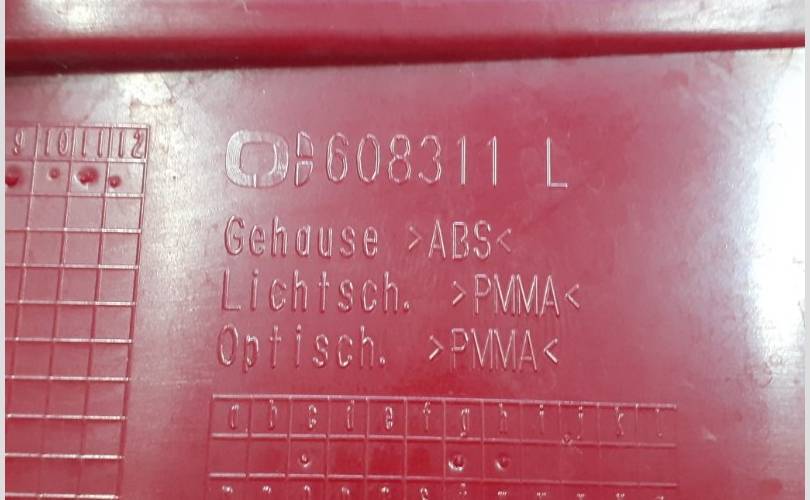 9 10 11 12
608311 L
Gehause >ABS<
Lichtsch. >PMMA<
Optisch. >PMMA<
a b c d e f g h i j k l